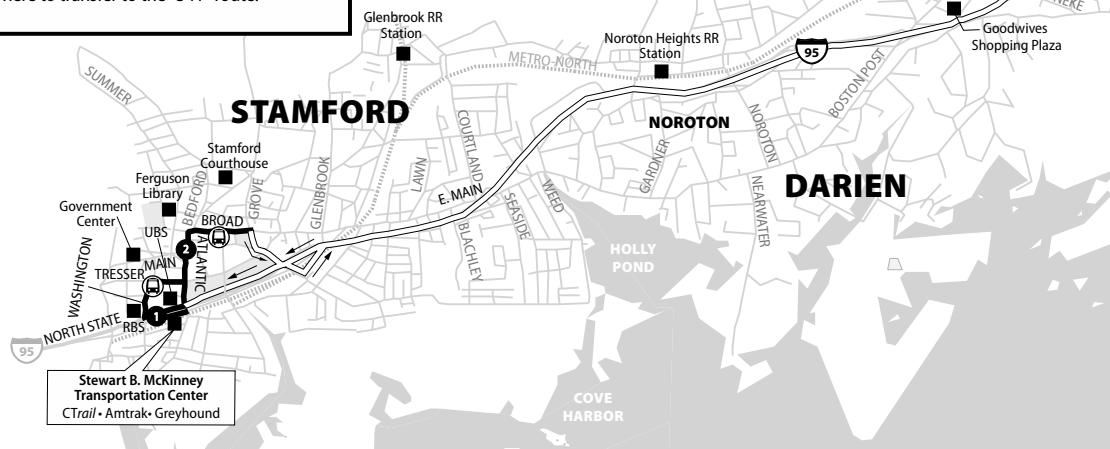 here to transfer to the 341 route.
Glenbrook RR
Station
Noroton Heights RR
Station
METRO-NORTH
95
Goodwives
Shopping Plaza
SUMMER
STAMFORD
COURTLAND
NOROTON
NOROTON
BOSTON POST
Stamford
Courthouse
GLENBROOK
LAWN
GARDNER
DARIEN
Ferguson
Library
BEDFORD
GROVE
E. MAIN
SEASIDE
WEED
NEARWATER
Government
Center
UBS
BROAD
2
ATLANTIC
BLACHLEY
HOLLY
POND
WASHINGTON
TRESSER
MAIN
NORTH STATE
RBS
1
95
Stewart B. McKinney
Transportation Center
CTrail • Amtrak• Greyhound
COVE
HARBOR